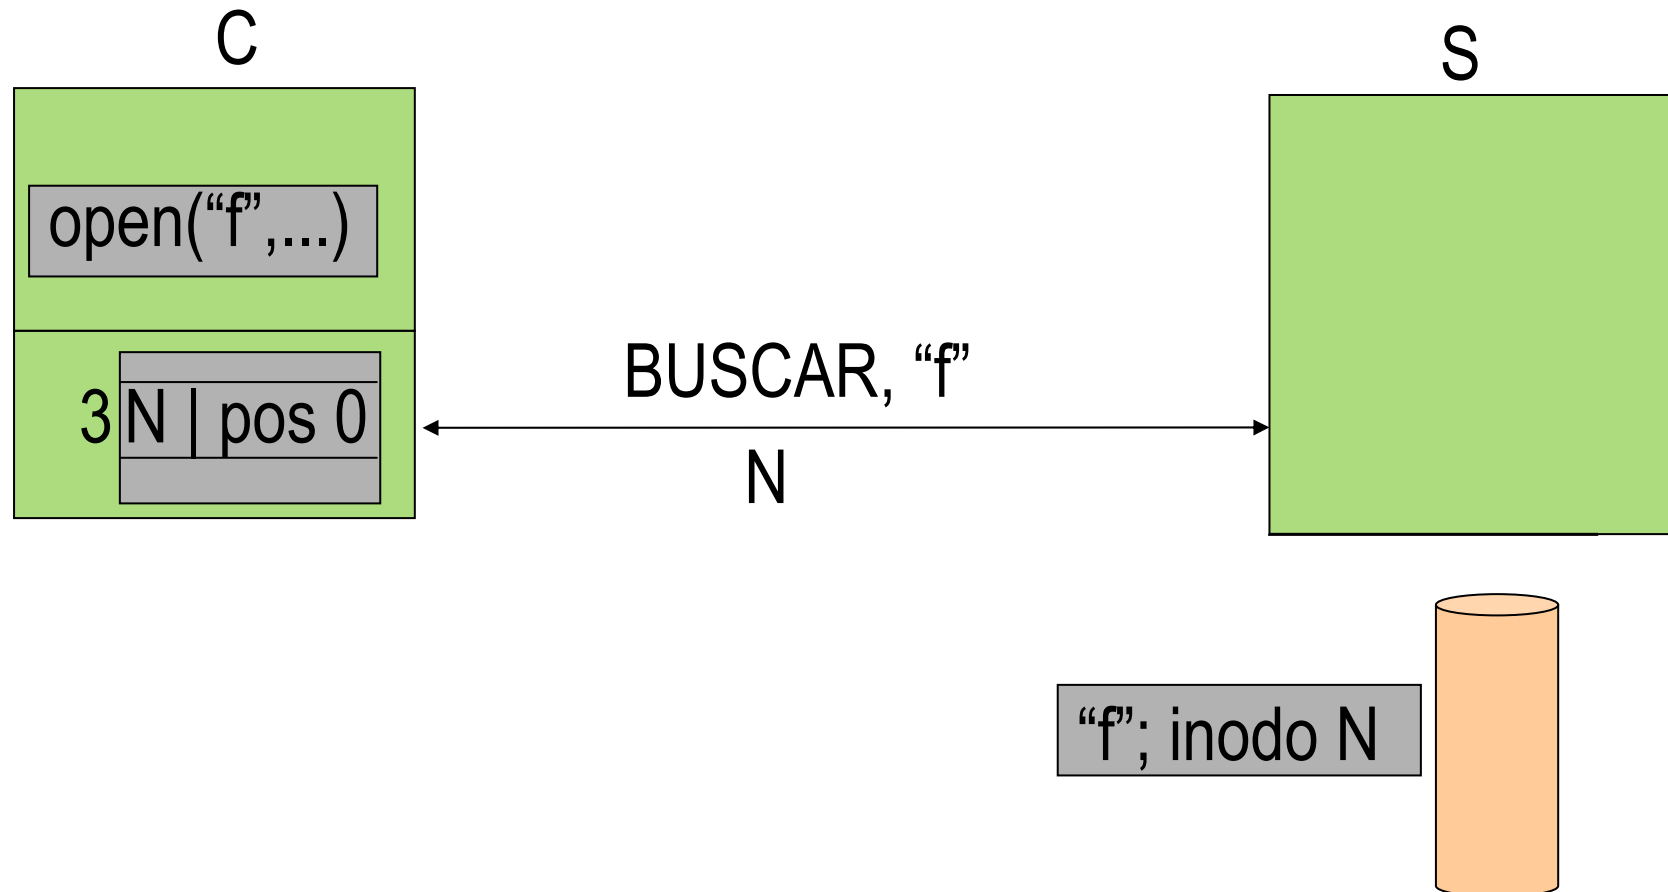 C
S
open(“f”,...)
BUSCAR, “f”
3 N | pos 0
N
“f”; inodo N